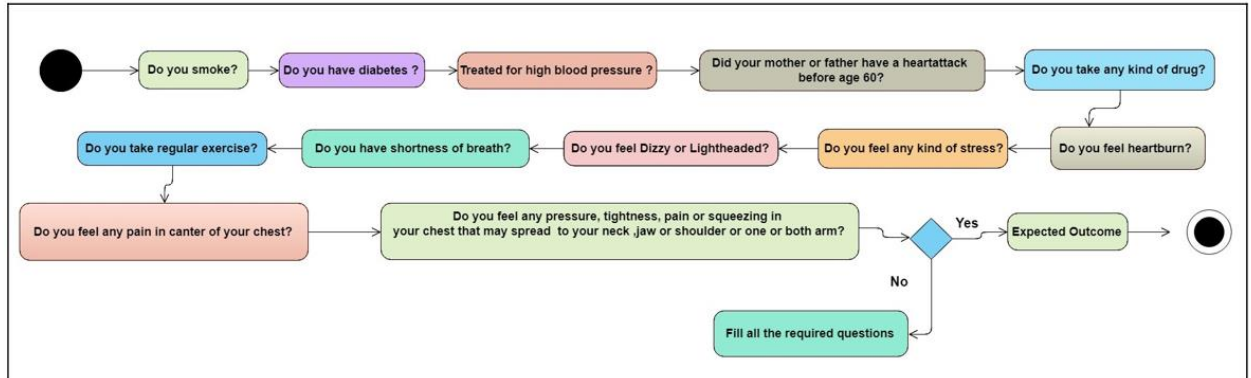 Do you smoke?
Do you have diabetes ?
Treated for high blood pressure ?
Did your mother or father have a heartattack
before age 60?
Do you take any kind of drug?
Do you feel heartburn?
Do you feel any kind of stress?
Do you feel Dizzy or Lightheaded?
Do you have shortness of breath?
Do you take regular exercise?
Do you feel any pain in canter of your chest?
Do you feel any pressure, tightness, pain or squeezing in
your chest that may spread to your neck ,jaw or shoulder or one or both arm?
Yes
Expected Outcome
No
Fill all the required questions